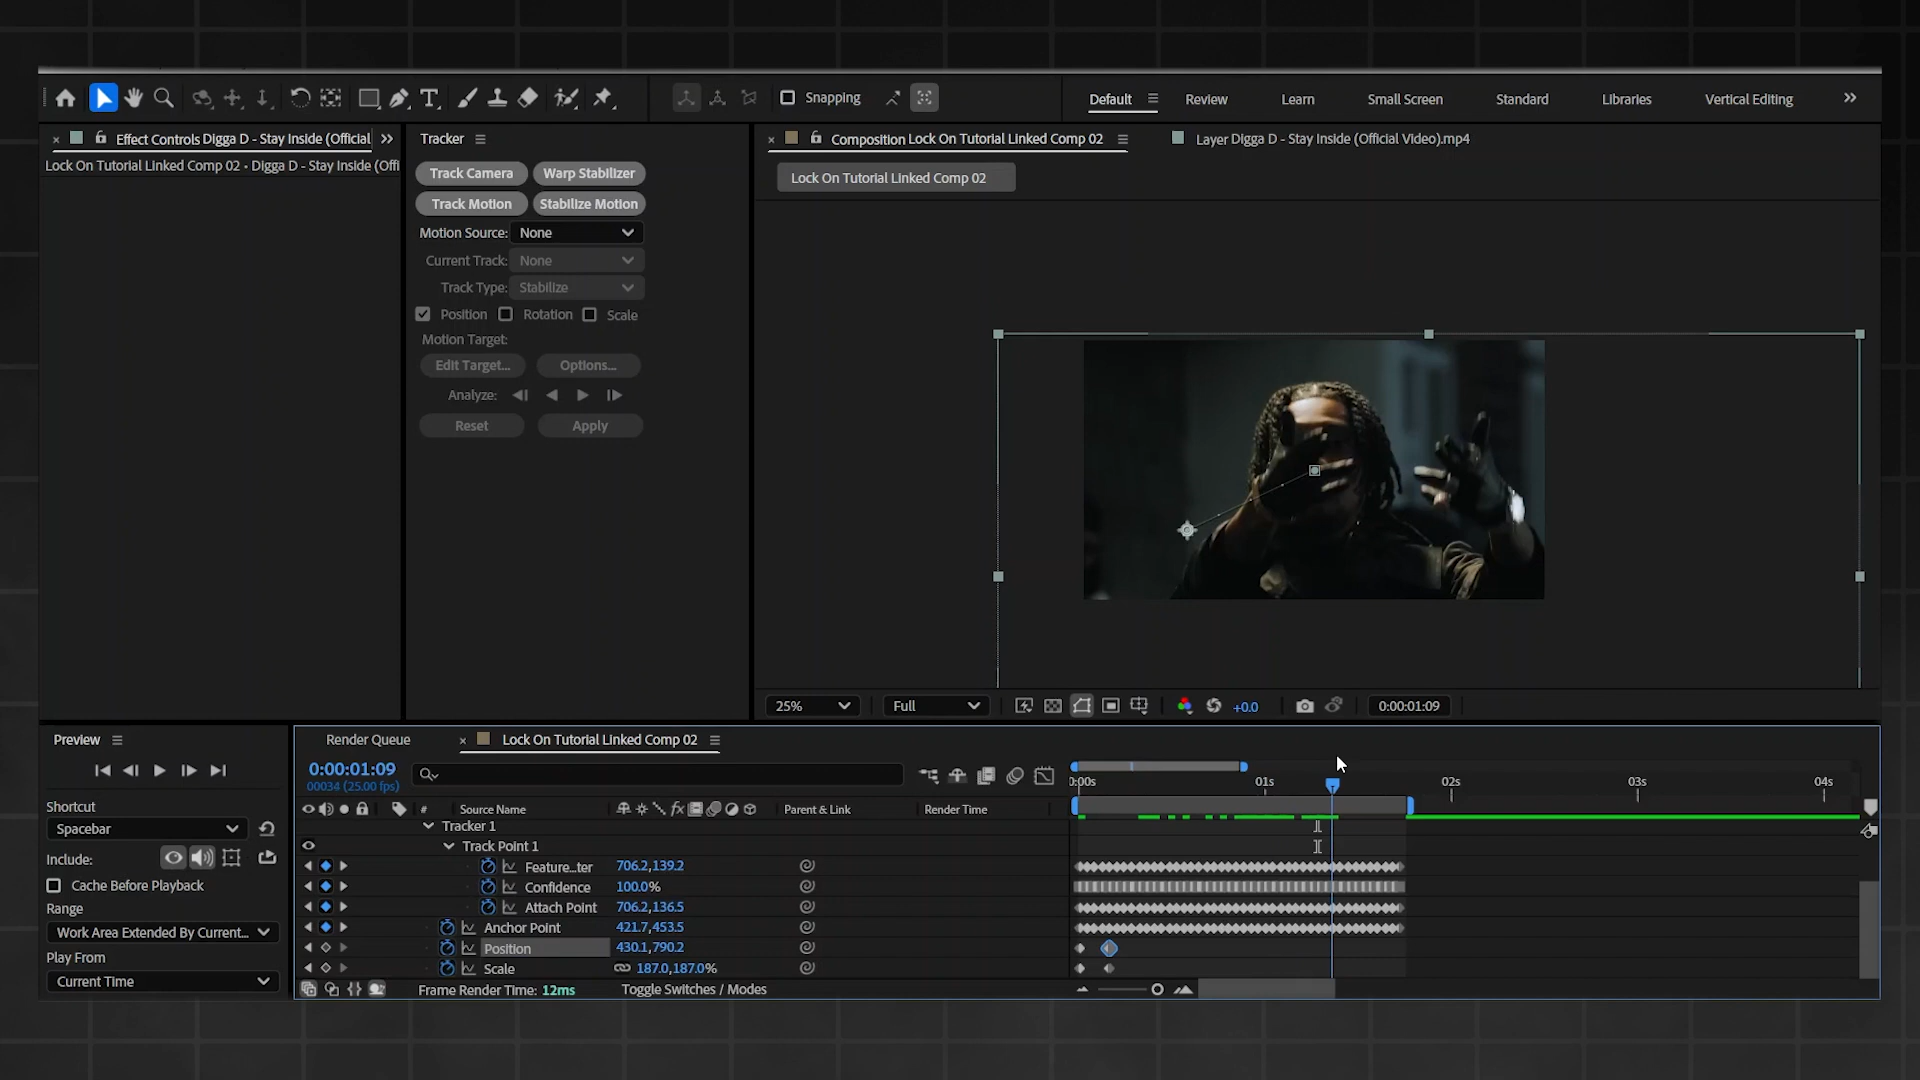 Snapping
Default
Review
Learn
Small Screen
Standard
Libraries
Vertical Editing
Effect Controls Digga D - Stay Inside (Official
Lock On Tutorial Linked Comp 02 • Digga D - Stay Inside (Offi
Tracker
Track Camera
Warp Stabilizer
Track Motion
Stabilize Motion
Motion Source: None
Current Track: None
Track Type: Stabilize
Position Rotation Scale
Motion Target:
Edit Target...
Options...
Analyze:
Reset
Apply
Composition Lock On Tutorial Linked Comp 02
Layer Digga D - Stay Inside (Official Video).mp4
Lock On Tutorial Linked Comp 02
25%
Full
+0.0
0:00:01:09
Preview
Shortcut
Spacebar
Include:
Cache Before Playback
Range
Work Area Extended By Current...
Play From
Current Time
Render Queue
Lock On Tutorial Linked Comp 02
0:00:01:09
00034 (25.00 fps)
# Source Name
fx
Parent & Link
Render Time
0:00s
01s
02s
03s
04s
Tracker 1
Track Point 1
Feature...ter 706.2,139.2
Confidence 100.0%
Attach Point 706.2,136.5
Anchor Point 421.7,453.5
Position 430.1,790.2
Scale 187.0,187.0%
Frame Render Time: 12ms
Toggle Switches / Modes